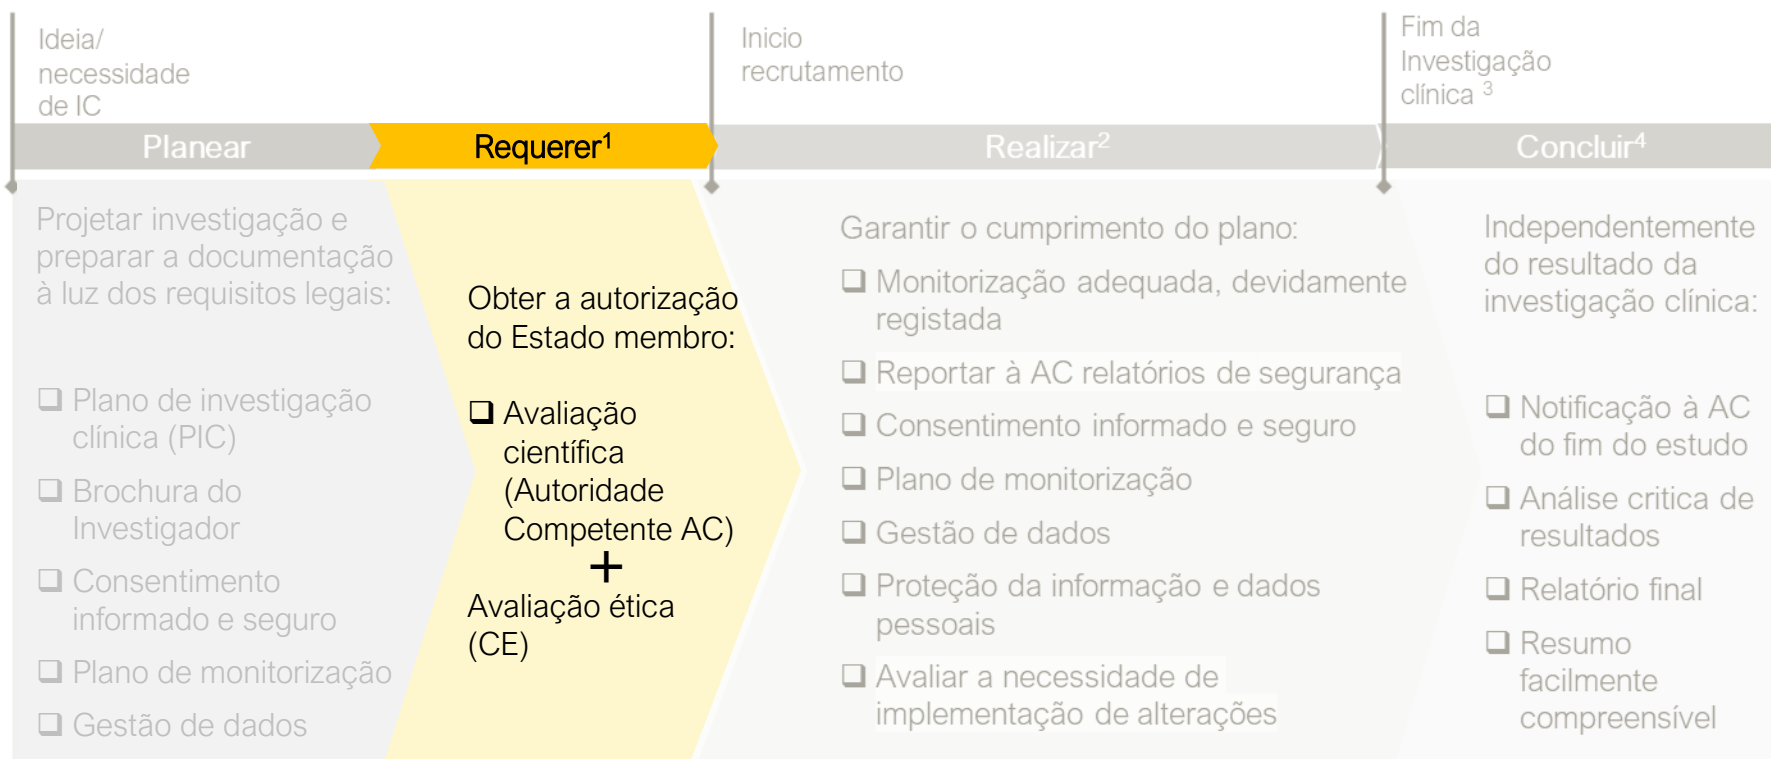 Ideia/
necessidade
de IC
Inicio
recrutamento
Fim da
Investigação
clínica ³
Planear
Requerer¹
Realizar²
Concluir⁴
Projetar investigação e
preparar a documentação
à luz dos requisitos legais:
❑ Plano de investigação
clínica (PIC)
❑ Brochura do
Investigador
❑ Consentimento
informado e seguro
❑ Plano de monitorização
❑ Gestão de dados
Obter a autorização
do Estado membro:
❑ Avaliação
científica
(Autoridade
Competente AC)
+
Avaliação ética
(CE)
Garantir o cumprimento do plano:
❑ Monitorização adequada, devidamente
registada
❑ Reportar à AC relatórios de segurança
❑ Consentimento informado e seguro
❑ Plano de monitorização
❑ Gestão de dados
❑ Proteção da informação e dados
pessoais
❑ Avaliar a necessidade de
implementação de alterações
Independentemente
do resultado da
investigação clínica:
❑ Notificação à AC
do fim do estudo
❑ Análise critica de
resultados
❑ Relatório final
❑ Resumo
facilmente
compreensível